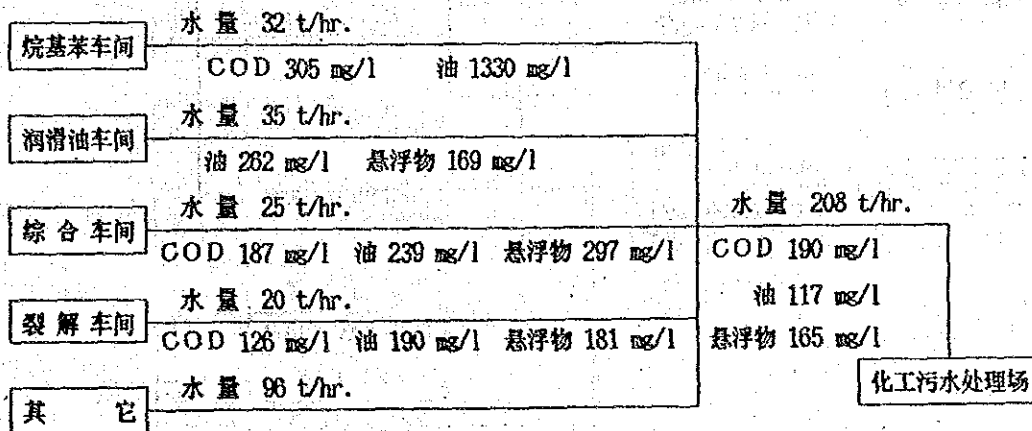 水 量 32 t/hr.
烷基苯车间
COD 305 mg/l 油 1330 mg/l
水 量 35 t/hr.
润滑油车间
油 262 mg/l 悬浮物 169 mg/l
水 量 25 t/hr.
水 量 208 t/hr.
综 合 车间
COD 187 mg/l 油 239 mg/l 悬浮物 297 mg/l
COD 190 mg/l
水 量 20 t/hr.
油 117 mg/l
裂 解 车间
COD 126 mg/l 油 190 mg/l 悬浮物 181 mg/l
悬浮物 165 mg/l
水 量 96 t/hr.
化工污水处理场
其 它